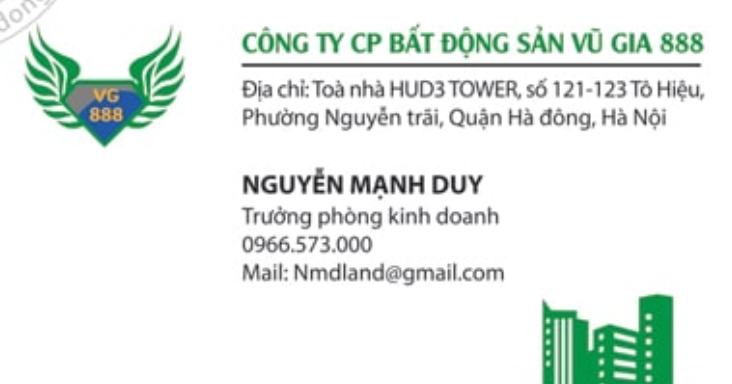 VG
888
CÔNG TY CP BẤT ĐỘNG SẢN VŨ GIA 888
Địa chỉ: Toà nhà HUD3 TOWER, số 121-123 Tô Hiệu,
Phường Nguyễn trãi, Quận Hà đông, Hà Nội
NGUYỄN MẠNH DUY
Trưởng phòng kinh doanh
0966.573.000
Mail: Nmdland@gmail.com